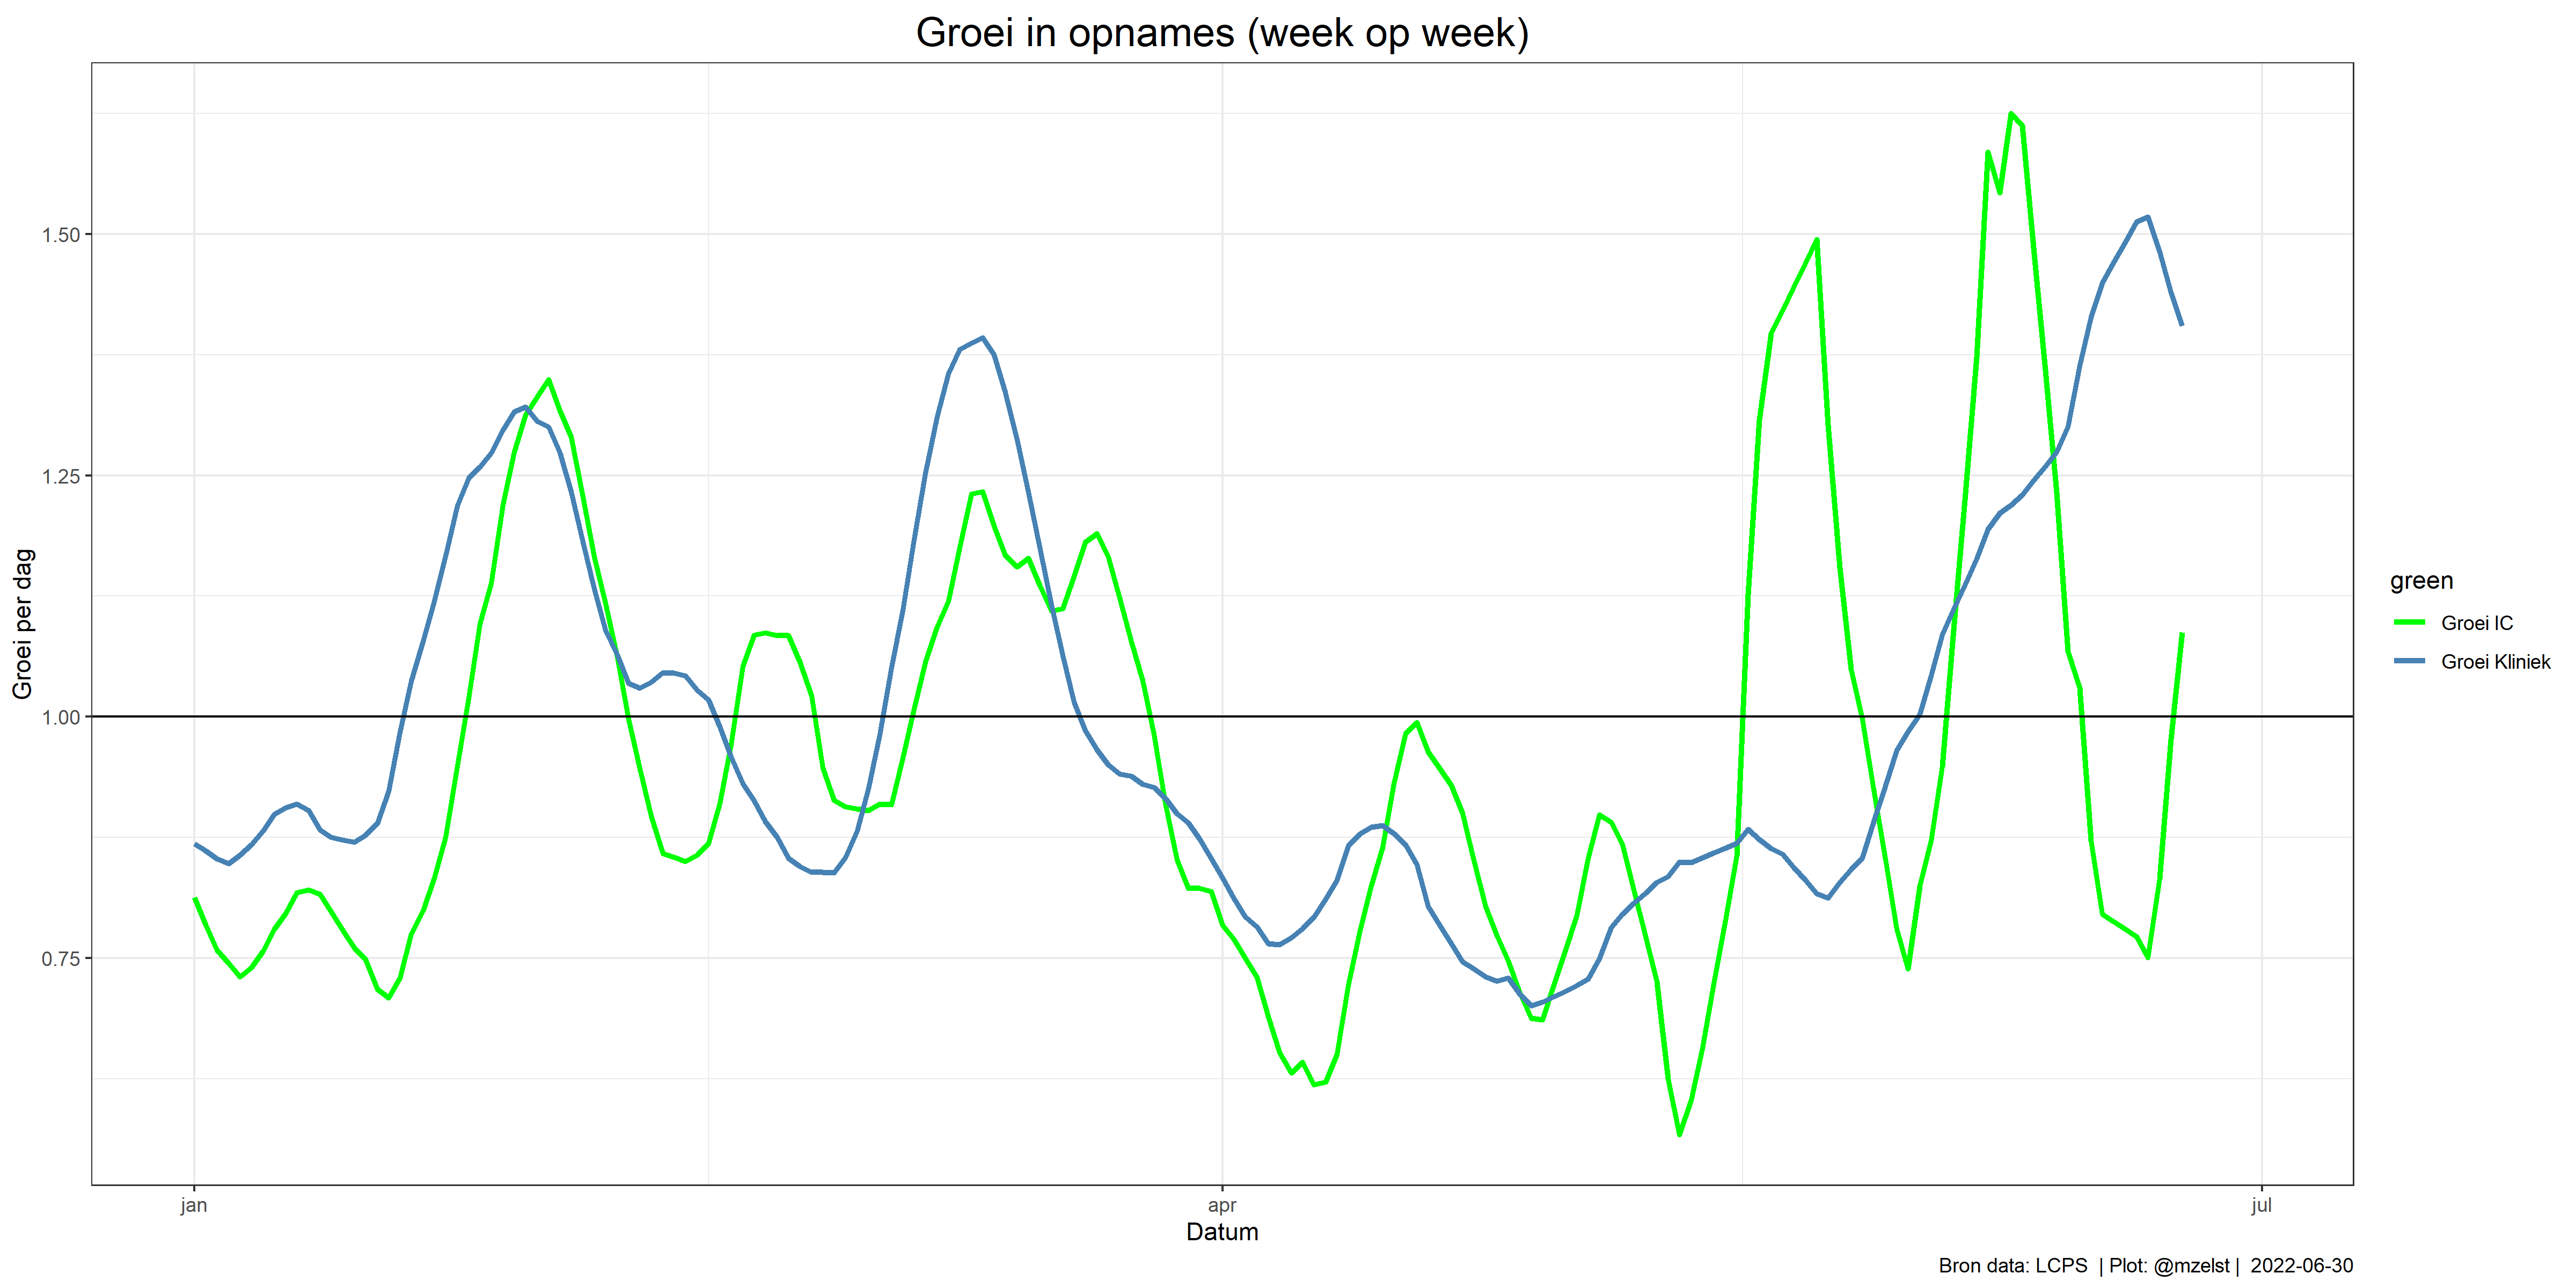 Groei in opnames (week op week)
Groei per dag
1.50
1.25
1.00
0.75
jan
apr
jul
Datum
green
Groei IC
Groei Kliniek
Bron data: LCPS | Plot: @mzelst | 2022-06-30